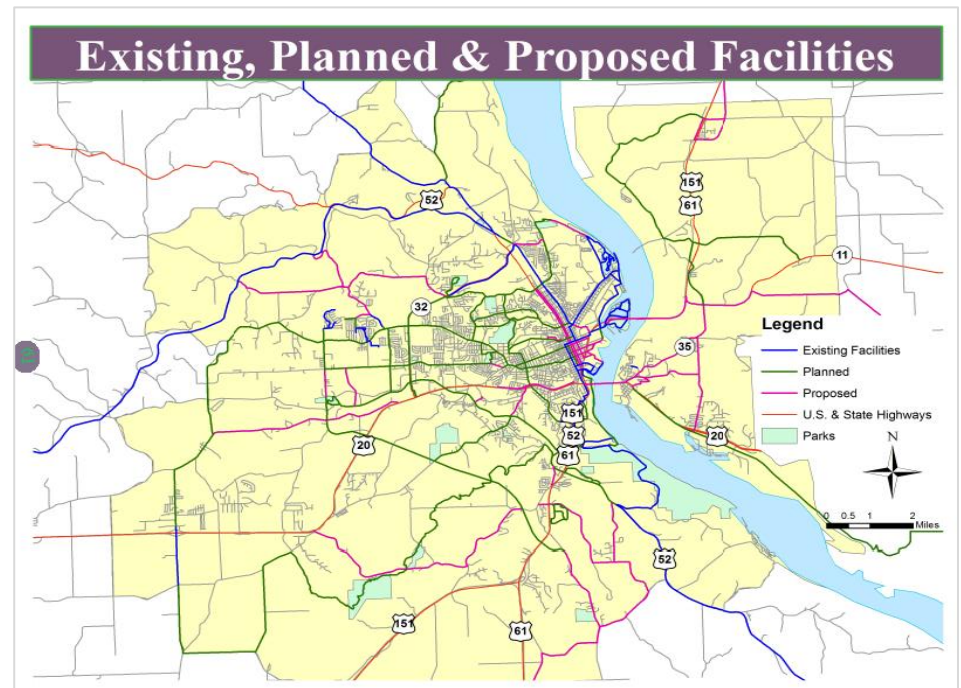 Existing, Planned & Proposed Facilities
52
151
61
11
32
35
Legend
Existing Facilities
Planned
Proposed
U.S. & State Highways
Parks
N
0 0.5 1 2
Miles
151
52
61
20
20
52
151
61